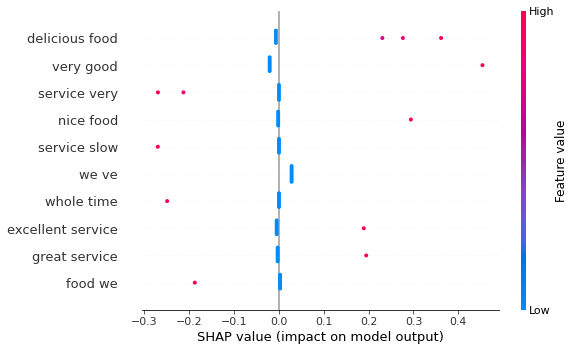 High
delicious food
very good
service very
nice food
service slow
we ve
whole time
excellent service
great service
food we
Low
Feature value
−0.3 −0.2 −0.1 0.0 0.1 0.2 0.3 0.4
SHAP value (impact on model output)